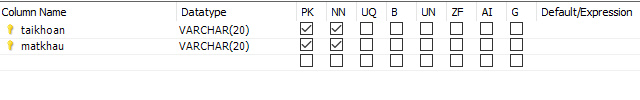 Column Name Datatype PK NN UQ B UN ZF AI G Default/Expression
taikhoan VARCHAR(20)
matkhau VARCHAR(20)